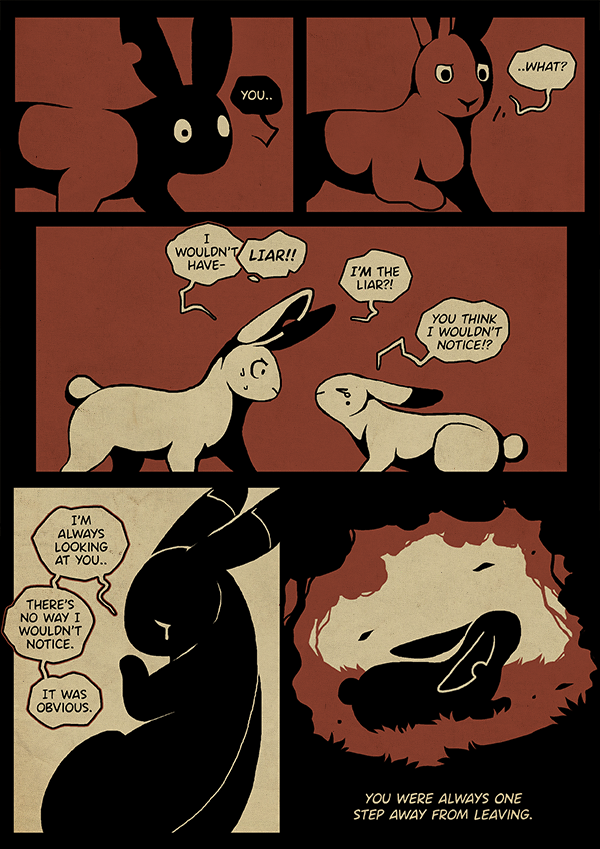 YOU..
..WHAT?
I
WOULDN'T
HAVE-
LIAR!!
I'M THE
LIAR?!
YOU THINK
I WOULDN'T
NOTICE!?
I'M
ALWAYS
LOOKING
AT YOU..
THERE'S
NO WAY I
WOULDN'T
NOTICE.
IT WAS
OBVIOUS.
YOU WERE ALWAYS ONE
STEP AWAY FROM LEAVING.